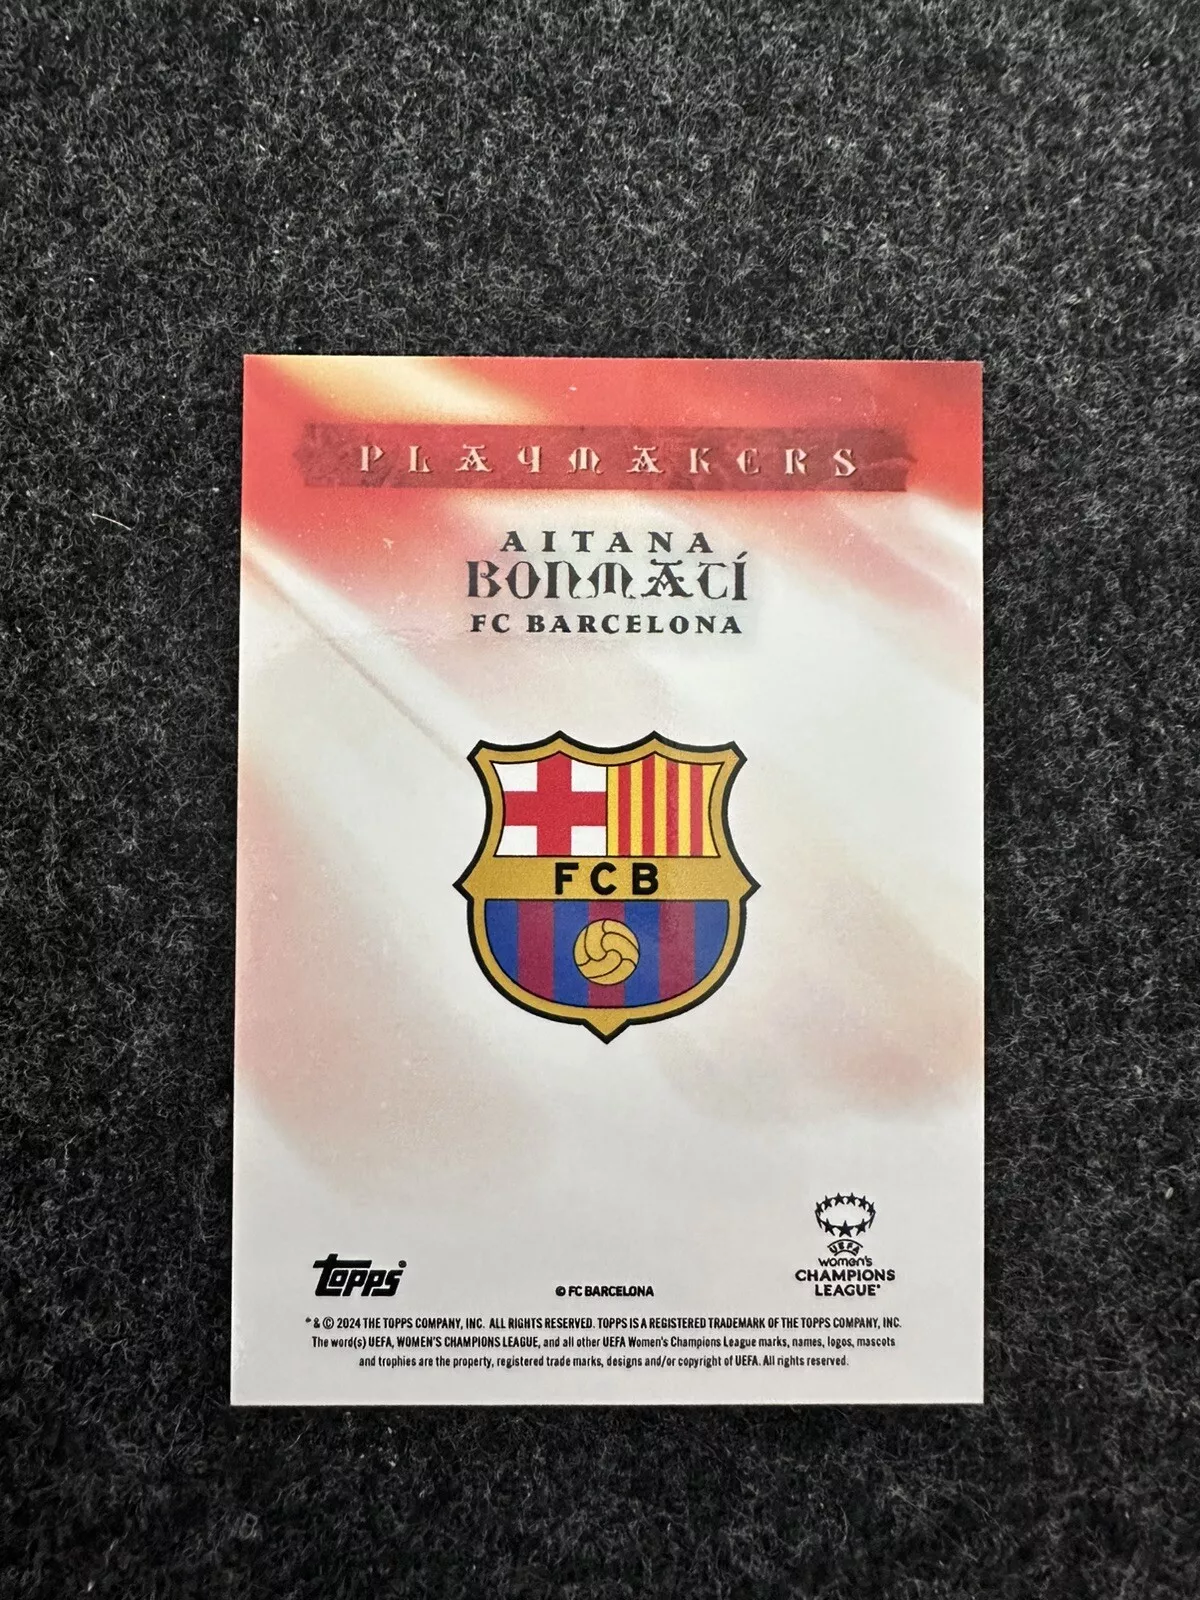 PLAYMAKERS
AITANA
BONMATÍ
FC BARCELONA
FCB
UEFA
women's
CHAMPIONS
LEAGUE
topps®
© FC BARCELONA
® & © 2024 THE TOPPS COMPANY, INC. ALL RIGHTS RESERVED. TOPPS IS A REGISTERED TRADEMARK OF THE TOPPS COMPANY, INC.
The word(s) UEFA, WOMEN'S CHAMPIONS LEAGUE, and all other UEFA Women's Champions League marks, names, logos, mascots
and trophies are the property, registered trade marks, designs and/or copyright of UEFA. All rights reserved.